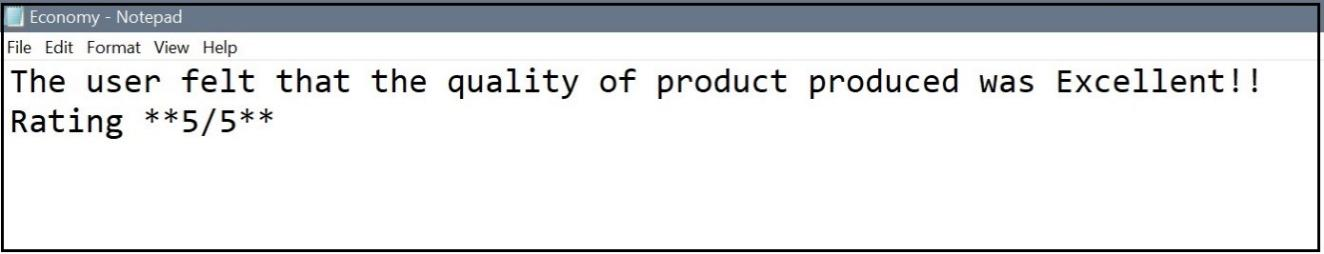 Economy - Notepad
File Edit Format View Help
The user felt that the quality of product produced was Excellent!!
Rating **5/5**